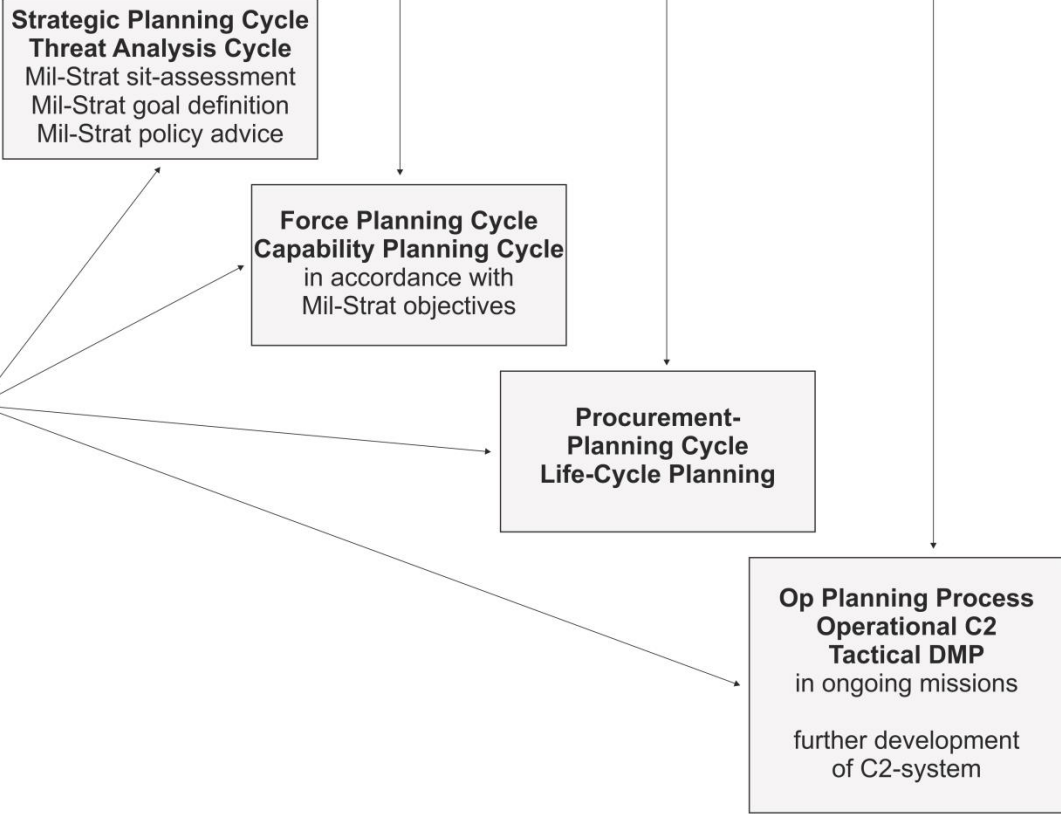 Strategic Planning Cycle
Threat Analysis Cycle
Mil-Strat sit-assessment
Mil-Strat goal definition
Mil-Strat policy advice
Force Planning Cycle
Capability Planning Cycle
in accordance with
Mil-Strat objectives
Procurement-
Planning Cycle
Life-Cycle Planning
Op Planning Process
Operational C2
Tactical DMP
in ongoing missions
further development
of C2-system